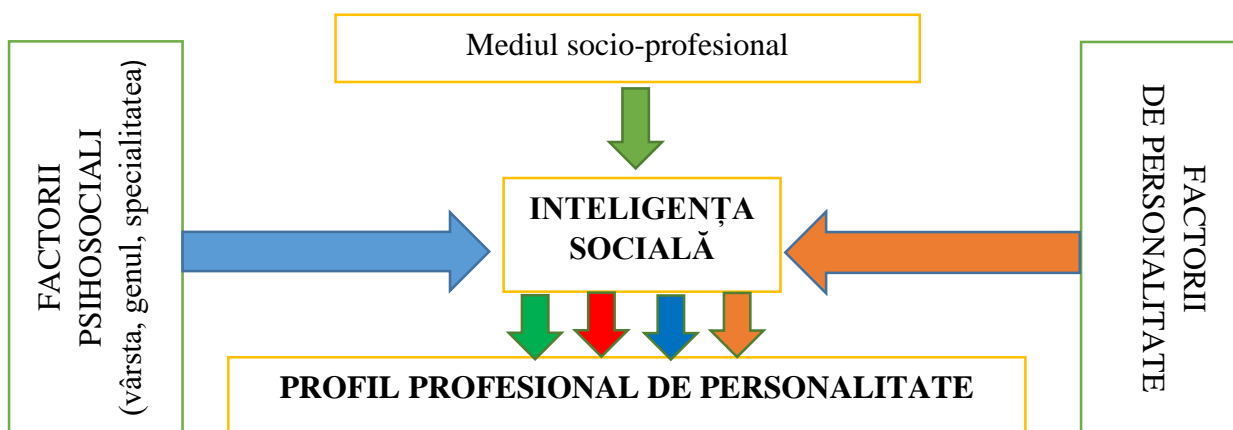 Mediul socio-profesional
FACTORII
PSIHOSOCIALI
(vârsta, genul, specialitatea)
INTELIGENȚA
SOCIALĂ
FACTORII
DE PERSONALITATE
PROFIL PROFESIONAL DE PERSONALITATE